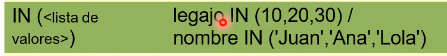 IN (<lista de valores>)
legajo IN (10,20,30) /
nombre IN ('Juan','Ana','Lola')